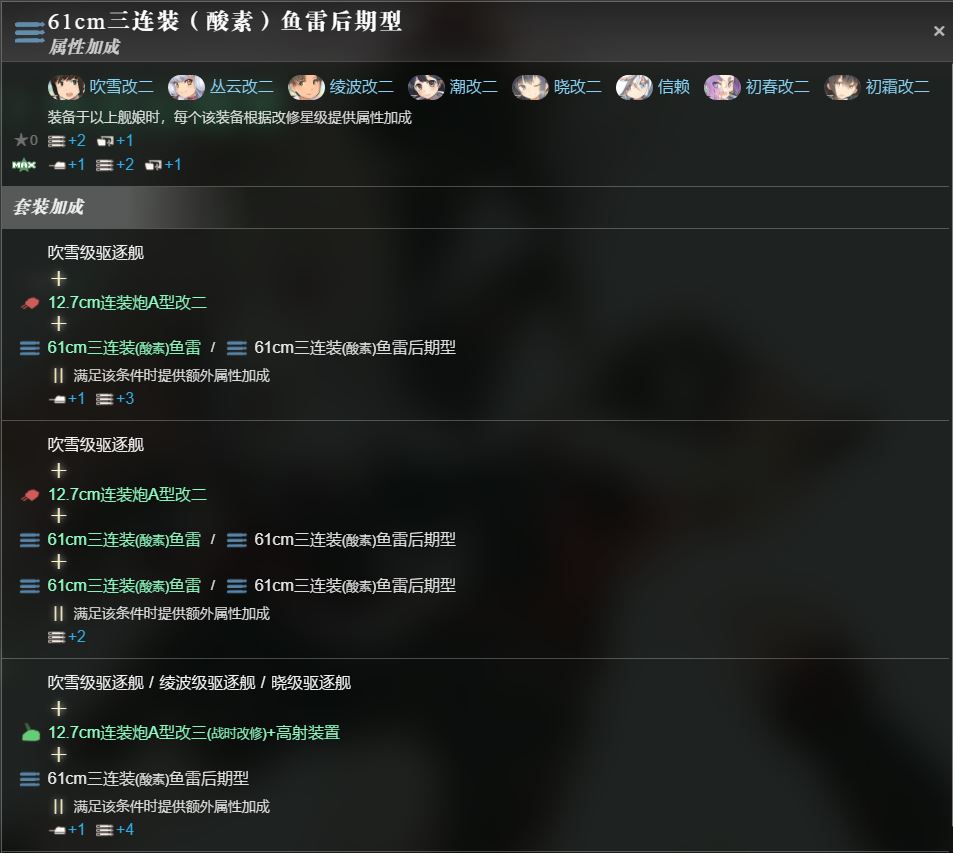 61cm三连装（酸素）鱼雷后期型
属性加成
×
吹雪改二 丛云改二 绫波改二 潮改二 晓改二 信赖 初春改二 初霜改二
装备于以上舰娘时，每个该装备根据改修星级提供属性加成
★0 +2 +1
MAX +1 +2 +1
套装加成
吹雪级驱逐舰
+
12.7cm连装炮A型改二
+
61cm三连装(酸素)鱼雷 / 61cm三连装(酸素)鱼雷后期型
|| 满足该条件时提供额外属性加成
+1 +3
吹雪级驱逐舰
+
12.7cm连装炮A型改二
+
61cm三连装(酸素)鱼雷 / 61cm三连装(酸素)鱼雷后期型
+
61cm三连装(酸素)鱼雷 / 61cm三连装(酸素)鱼雷后期型
|| 满足该条件时提供额外属性加成
+2
吹雪级驱逐舰 / 绫波级驱逐舰 / 晓级驱逐舰
+
12.7cm连装炮A型改三(战时改修)+高射装置
+
61cm三连装(酸素)鱼雷后期型
|| 满足该条件时提供额外属性加成
+1 +4